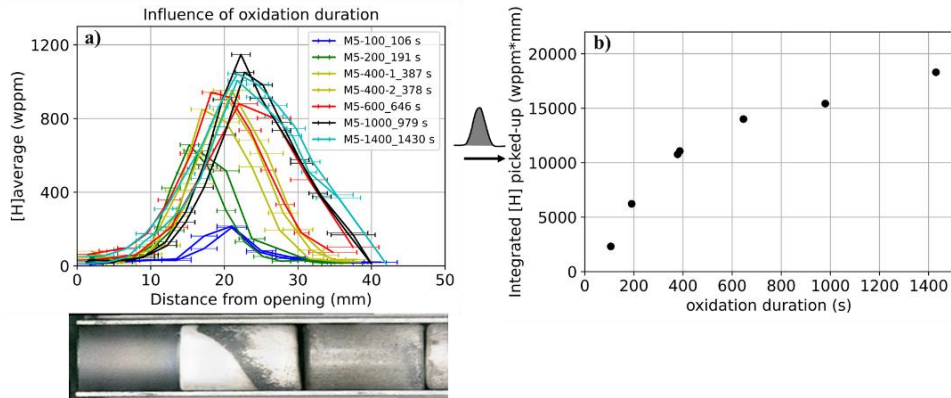 Influence of oxidation duration
a)
1200
800
400
0
[H]average (wppm)
M5-100_106 s
M5-200_191 s
M5-400-1_387 s
M5-400-2_378 s
M5-600_646 s
M5-1000_979 s
M5-1400_1430 s
0 10 20 30 40 50
Distance from opening (mm)
b)
20000
15000
10000
5000
0
Integrated [H] picked-up (wppm*mm)
0 200 400 600 800 1000 1200 1400
oxidation duration (s)